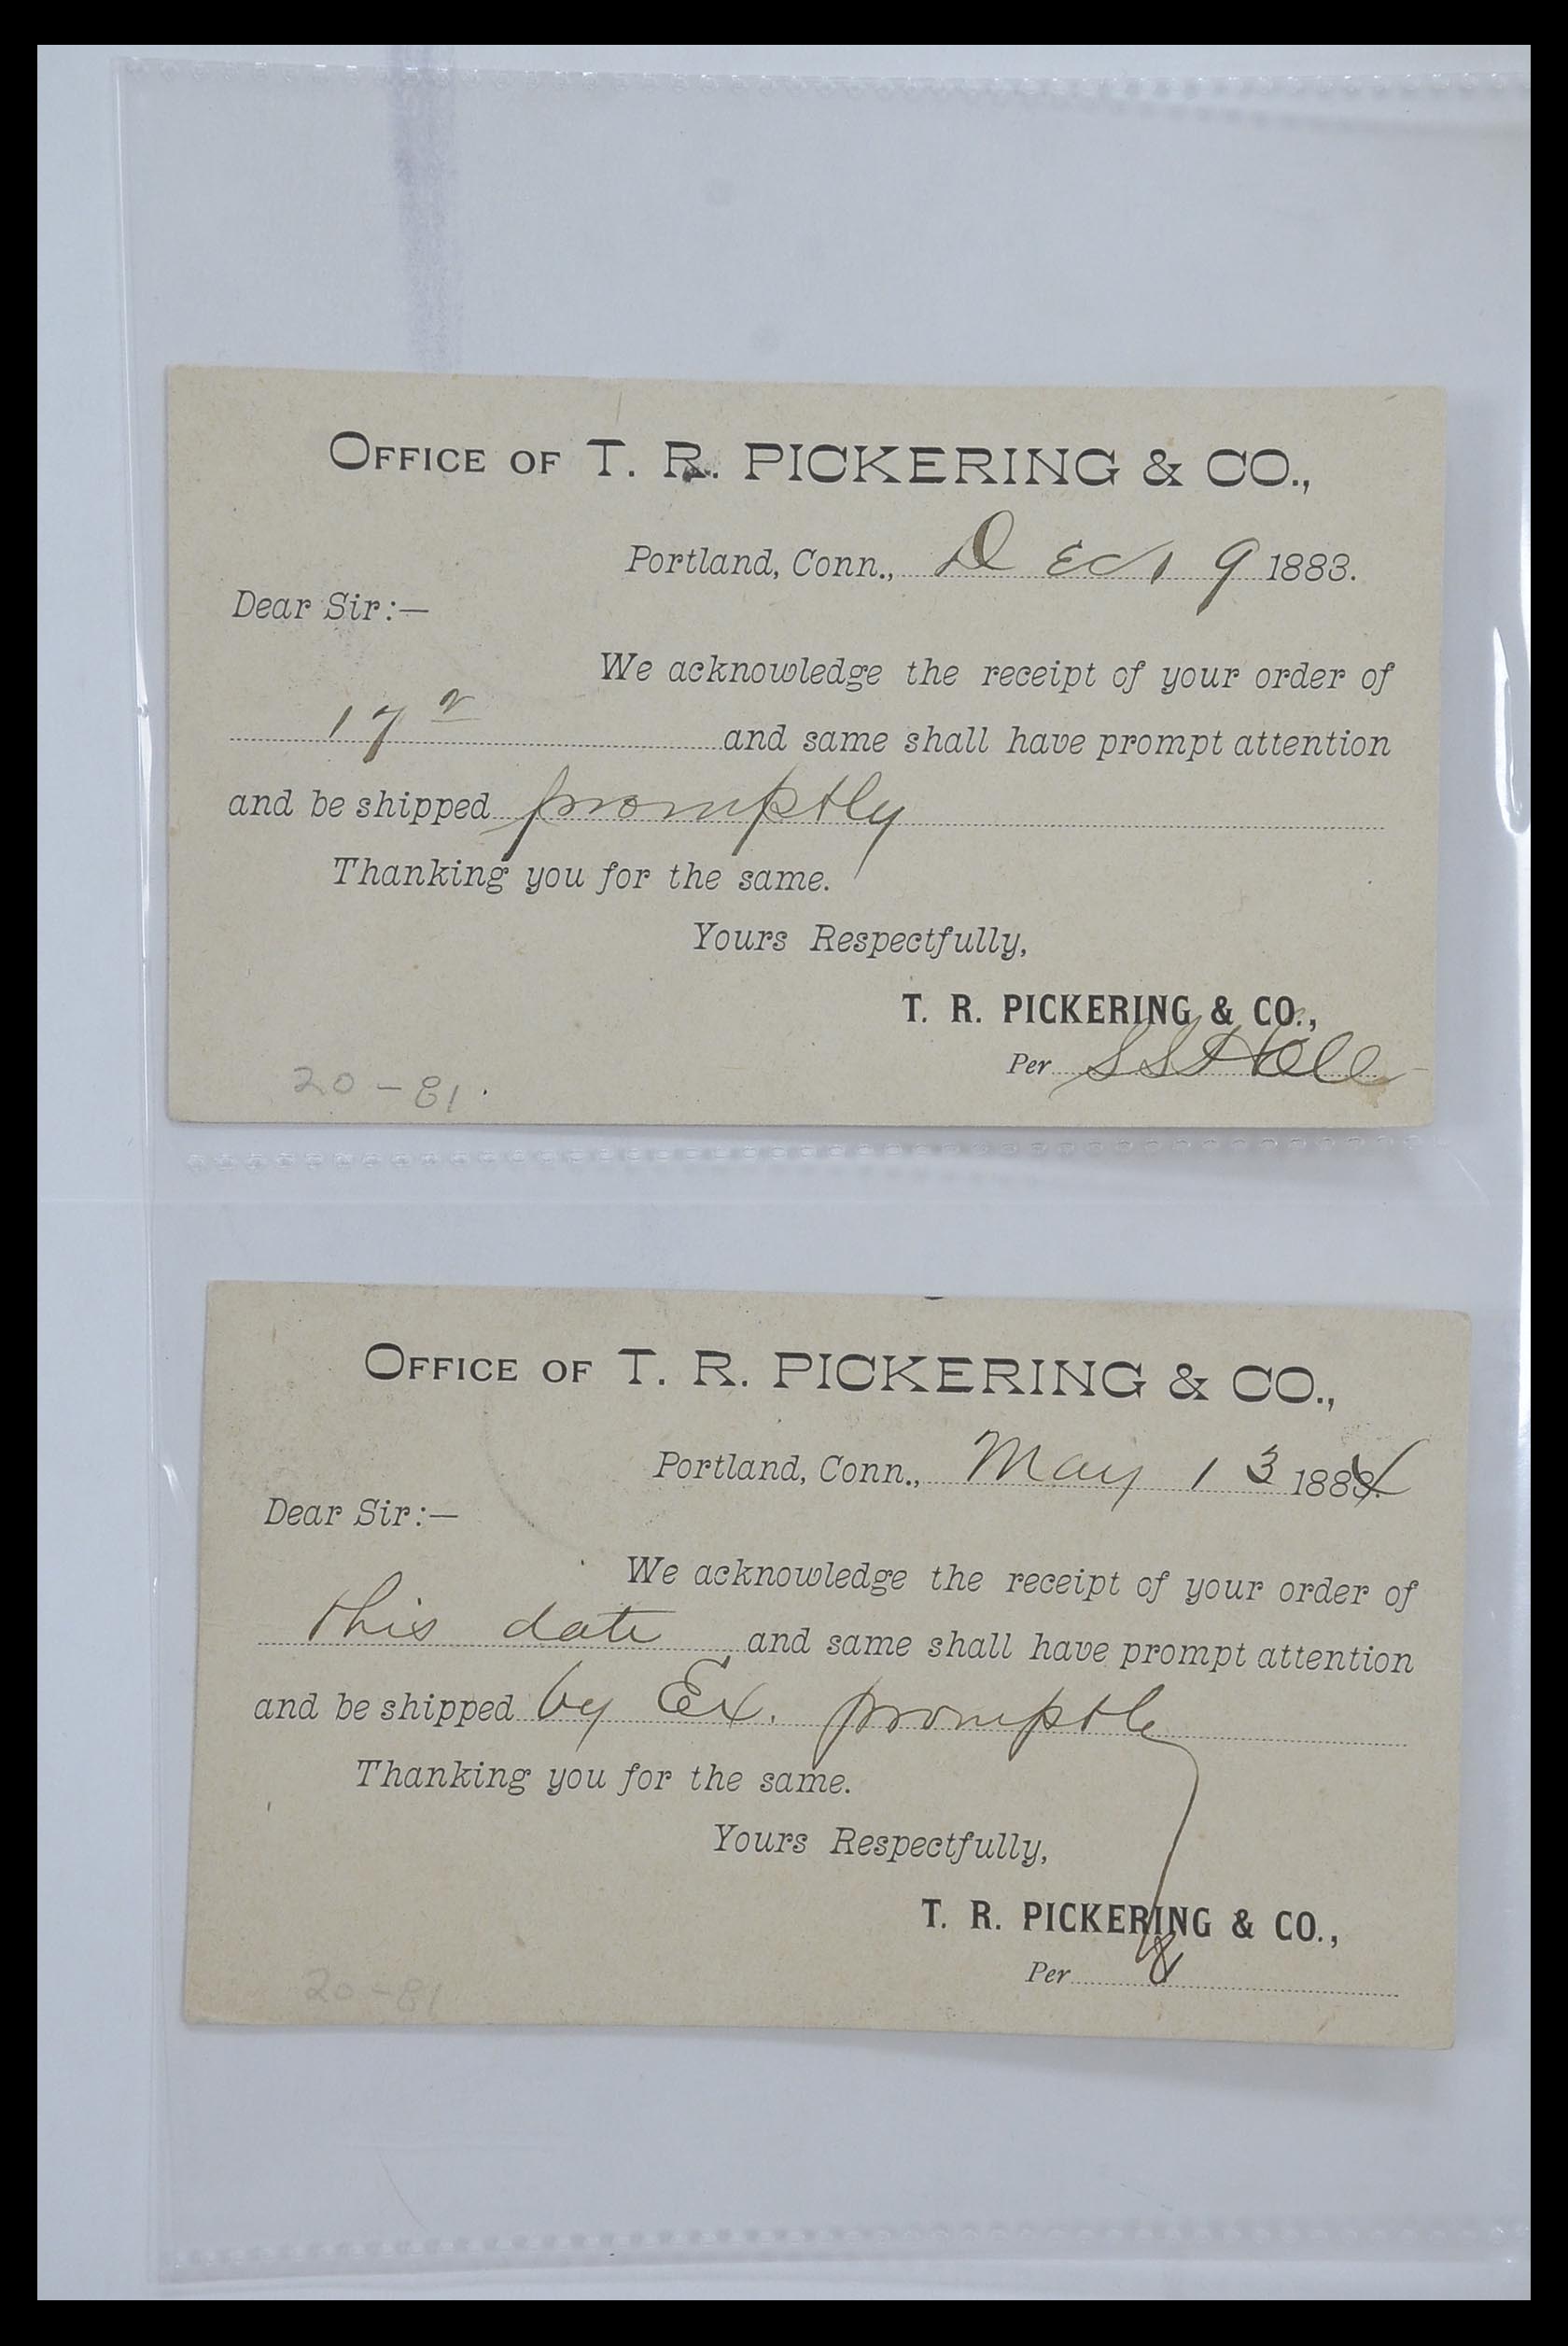 OFFICE OF T. R. PICKERING & CO.,
Portland, Conn., Dec 19 1883.
Dear Sir:—
We acknowledge the receipt of your order of
17 and same shall have prompt attention
and be shipped promptly
Thanking you for the same.
Yours Respectfully,
T. R. PICKERING & CO.,
Per
20-81.
OFFICE OF T. R. PICKERING & CO.,
Portland, Conn., May 13 1884
Dear Sir:—
We acknowledge the receipt of your order of
this date and same shall have prompt attention
and be shipped by Ex. promptly
Thanking you for the same.
Yours Respectfully,
T. R. PICKERING & CO.,
Per
20-81